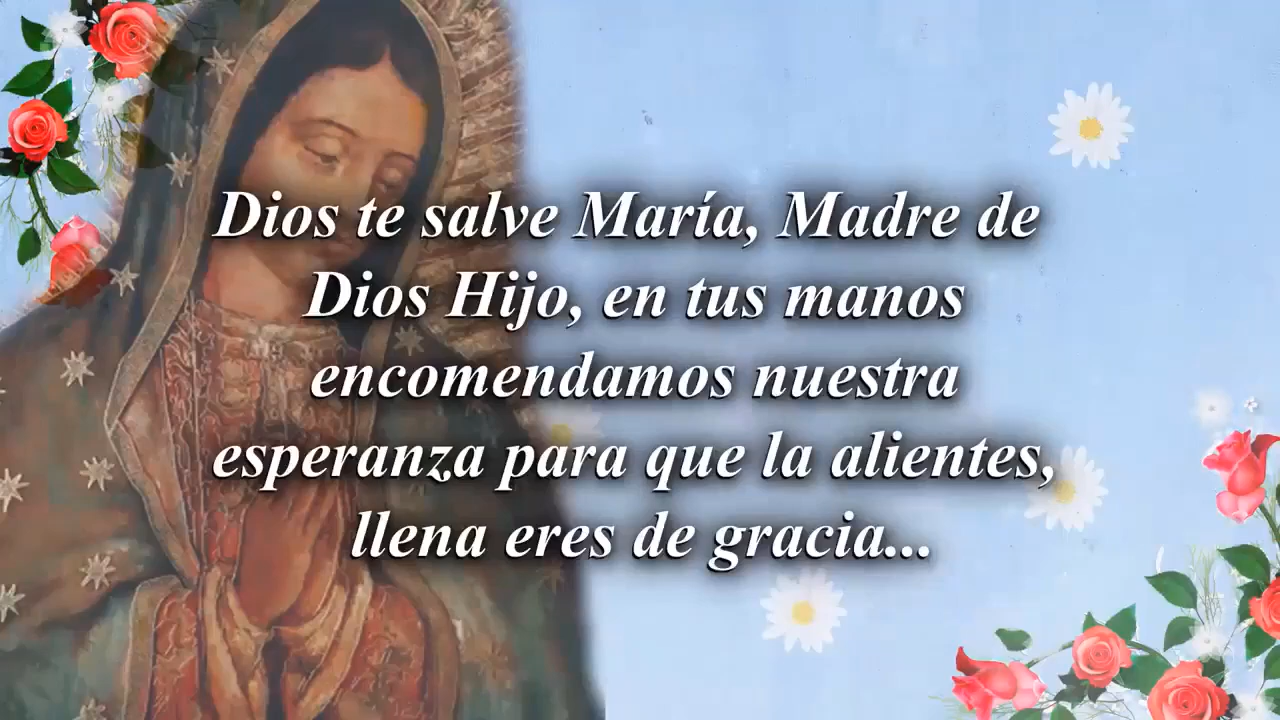 Dios te salve María, Madre de
Dios Hijo, en tus manos
encomendamos nuestra
esperanza para que la alientes,
llena eres de gracia...